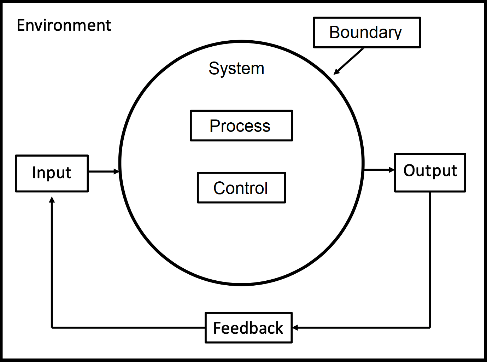 Environment
Boundary
System
Process
Input
Output
Control
Feedback